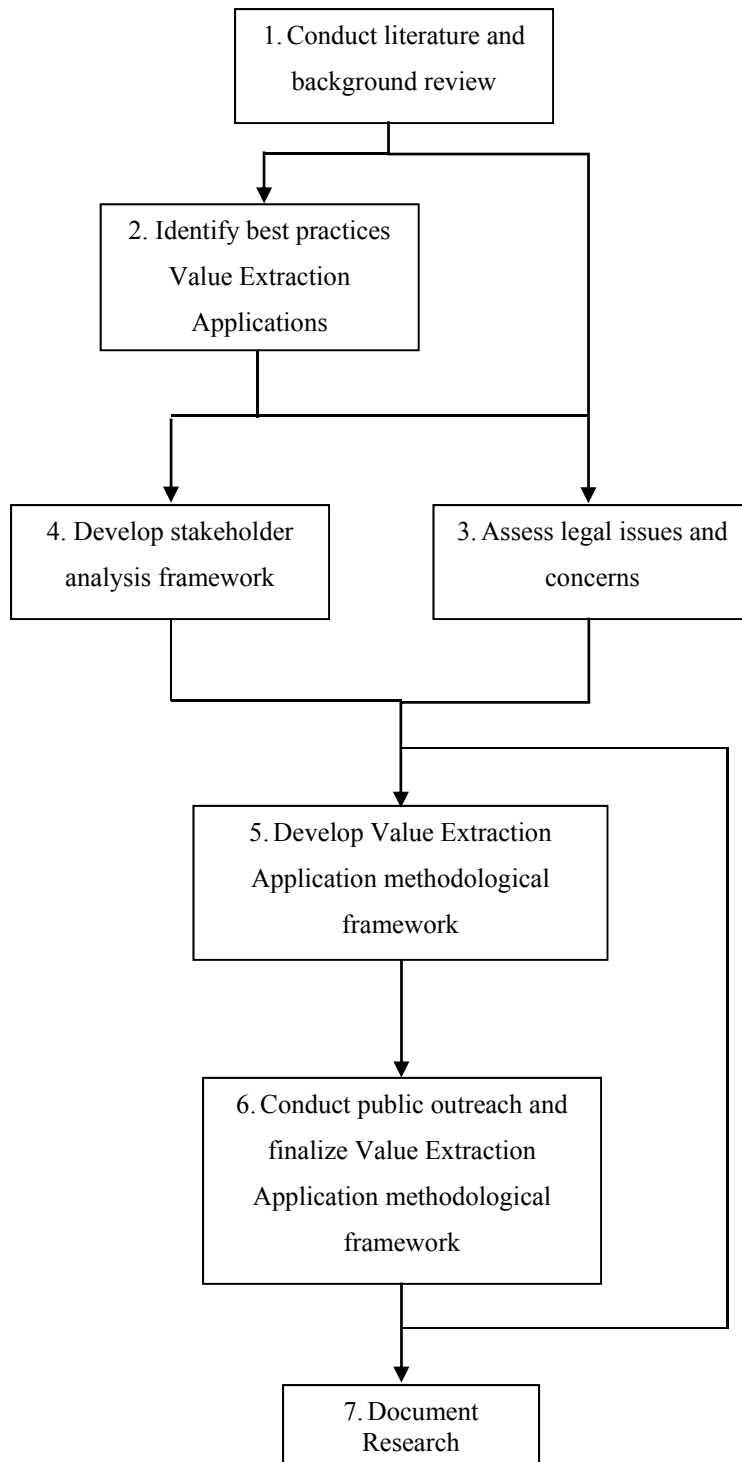 1. Conduct literature and
background review
2. Identify best practices
Value Extraction
Applications
4. Develop stakeholder
analysis framework
3. Assess legal issues and
concerns
5. Develop Value Extraction
Application methodological
framework
6. Conduct public outreach and
finalize Value Extraction
Application methodological
framework
7. Document
Research